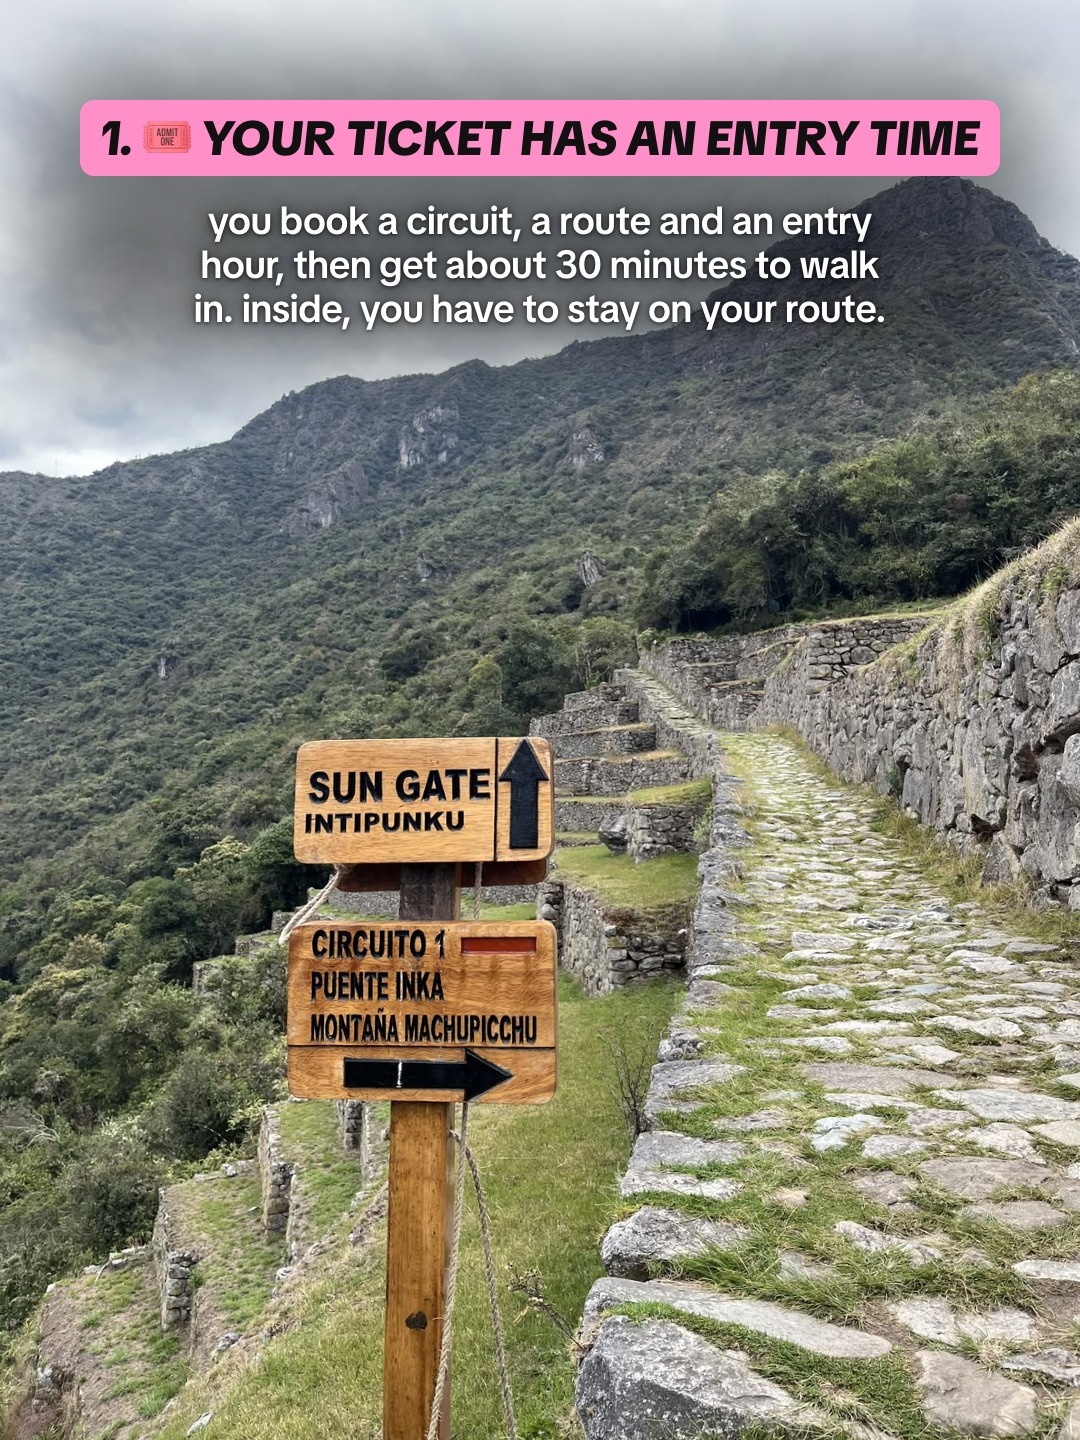 1. 🎟️ YOUR TICKET HAS AN ENTRY TIME
ADMIT
ONE
you book a circuit, a route and an entry
hour, then get about 30 minutes to walk
in. inside, you have to stay on your route.
SUN GATE
INTIPUNKU
CIRCUITO 1
PUENTE INKA
MONTAÑA MACHUPICCHU